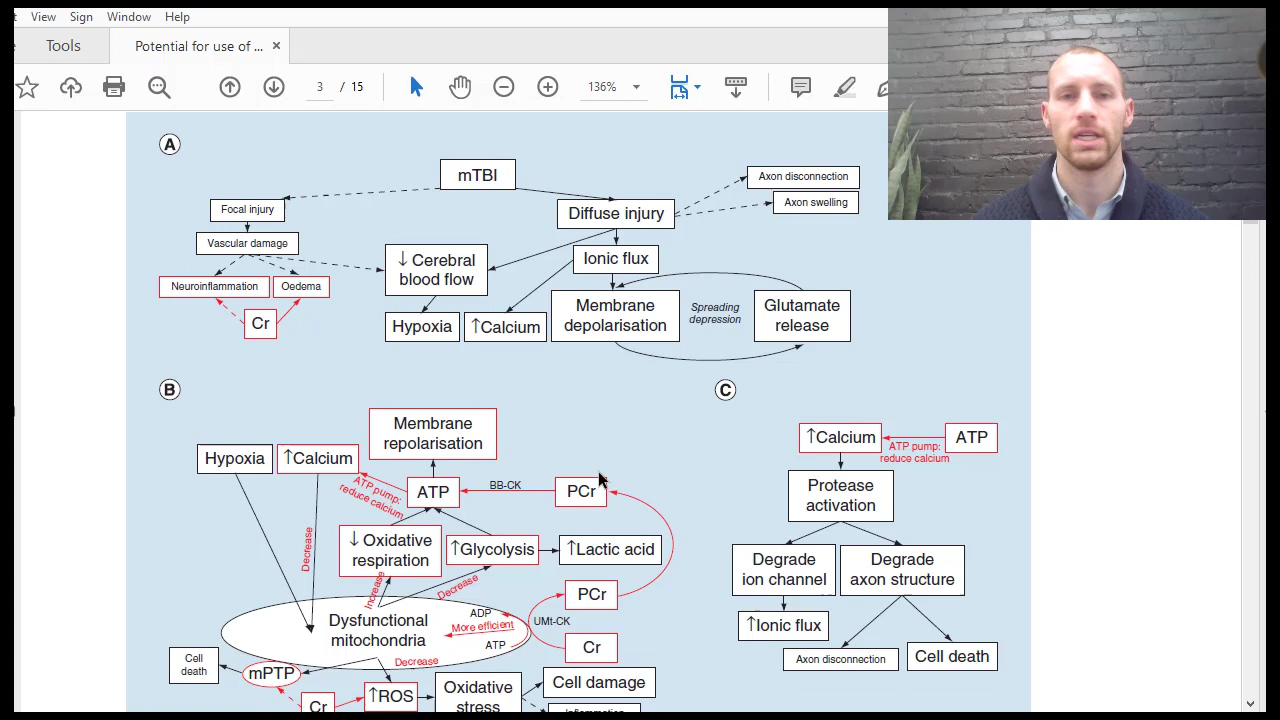 View Sign Window Help
Tools
Potential for use of ... ×
3 / 15
136%
A
mTBI
Focal injury
Diffuse injury
Axon disconnection
Axon swelling
Vascular damage
↓ Cerebral
blood flow
Ionic flux
Neuroinflammation
Oedema
Membrane
depolarisation
Spreading
depression
Glutamate
release
Cr
Hypoxia
↑Calcium
B
Membrane
repolarisation
Hypoxia
↑Calcium
ATP pump:
reduce calcium
ATP
BB-CK
PCr
Decrease
↓ Oxidative
respiration
↑Glycolysis
↑Lactic acid
Increase
Decrease
PCr
Dysfunctional
mitochondria
ADP
More efficient
ATP
UMt-CK
Cr
Decrease
Cell
death
mPTP
↑ROS
Oxidative
stress
Cell damage
Cr
C
↑Calcium
ATP pump:
reduce calcium
ATP
Protease
activation
Degrade
ion channel
Degrade
axon structure
↑Ionic flux
Axon disconnection
Cell death